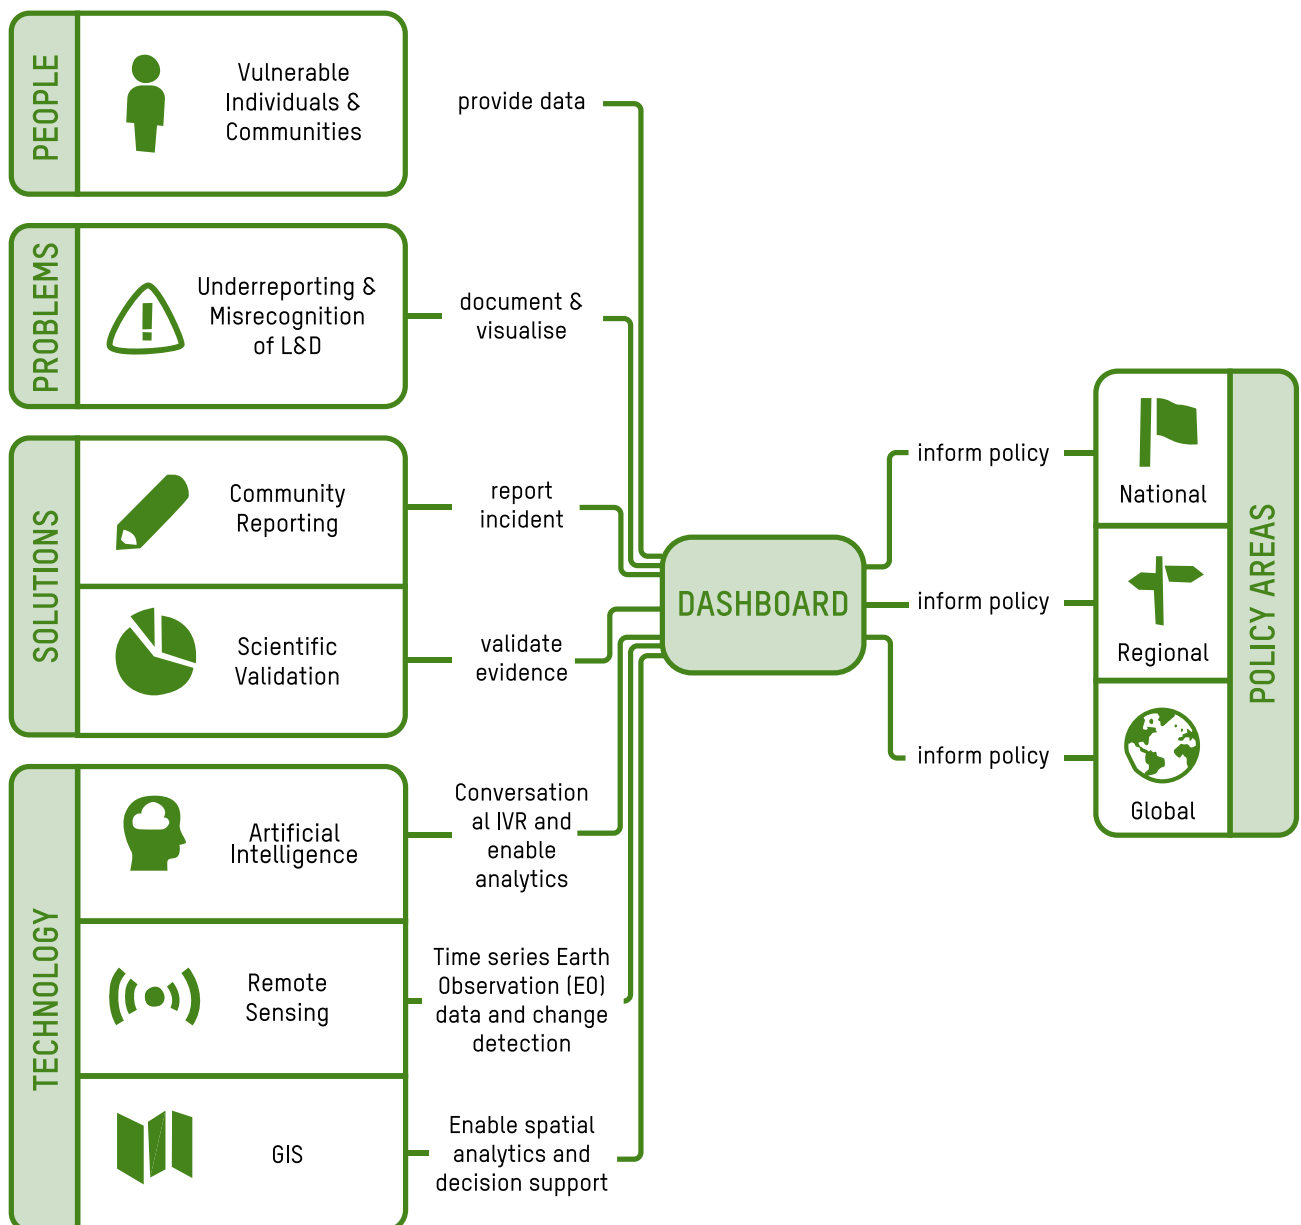 PEOPLE
Vulnerable
Individuals &
Communities
provide data
PROBLEMS
Underreporting &
Misrecognition
of L&D
document &
visualise
SOLUTIONS
Community
Reporting
report
incident
Scientific
Validation
validate
evidence
TECHNOLOGY
Artificial
Intelligence
Conversation
al IVR and
enable
analytics
Remote
Sensing
Time series Earth
Observation (EO)
data and change
detection
GIS
Enable spatial
analytics and
decision support
DASHBOARD
inform policy
inform policy
inform policy
National
Regional
Global
POLICY AREAS